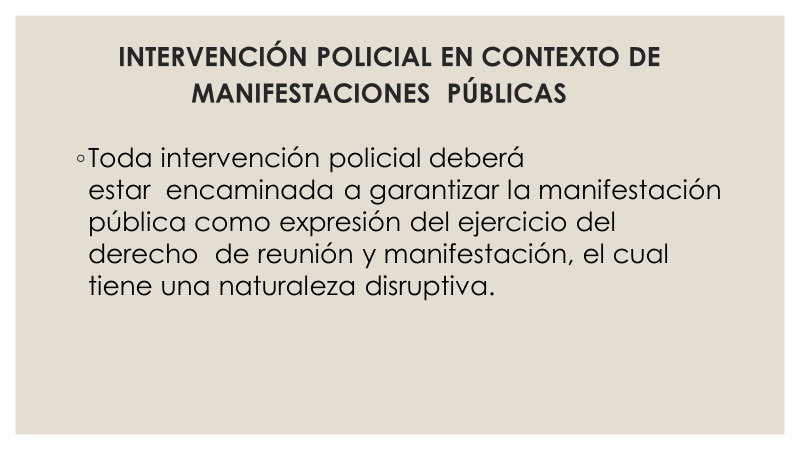 INTERVENCIÓN POLICIAL EN CONTEXTO DE
MANIFESTACIONES  PÚBLICAS
◦Toda intervención policial deberá
estar  encaminada a garantizar la manifestación
pública como expresión del ejercicio del
derecho  de reunión y manifestación, el cual
tiene una naturaleza disruptiva.